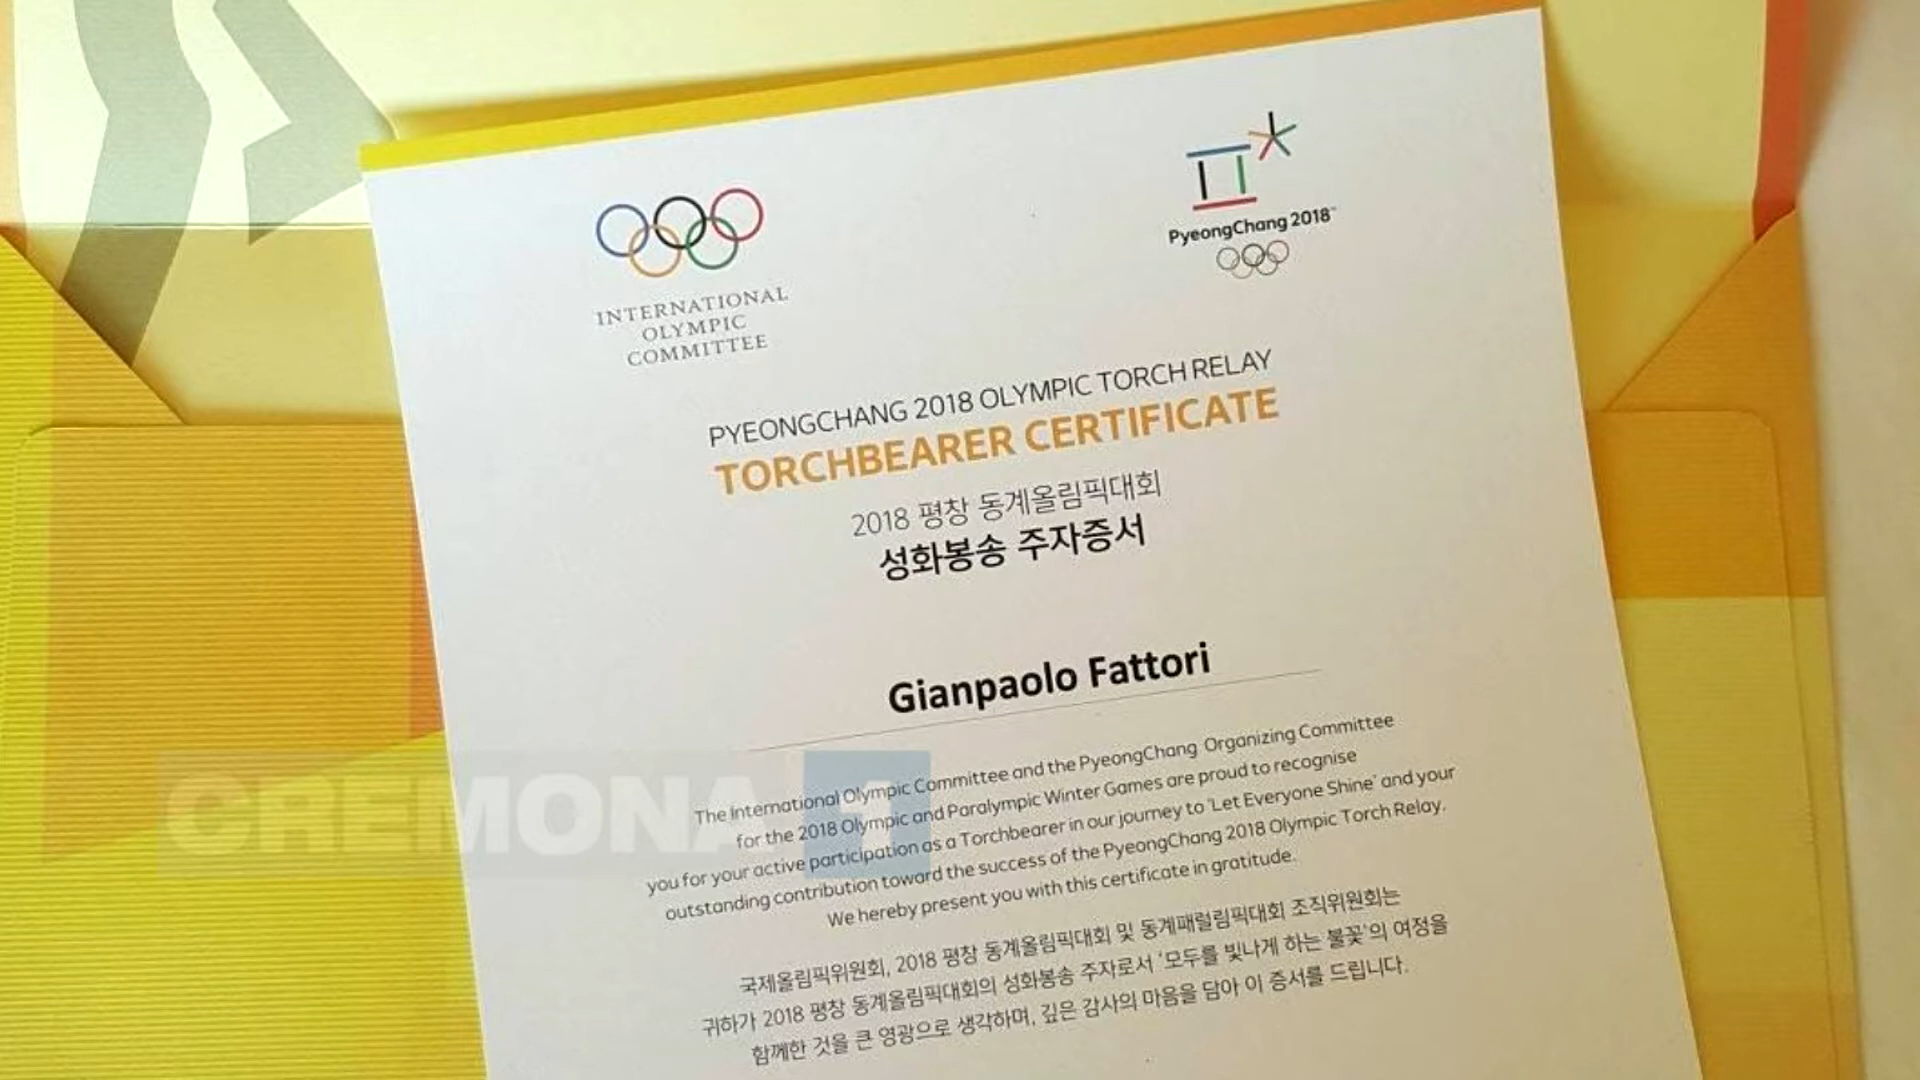 INTERNATIONAL
OLYMPIC
COMMITTEE
PyeongChang 2018™
PYEONGCHANG 2018 OLYMPIC TORCH RELAY
TORCHBEARER CERTIFICATE
2018 평창 동계올림픽대회
성화봉송 주자증서
Gianpaolo Fattori
The International Olympic Committee and the PyeongChang Organizing Committee
for the 2018 Olympic and Paralympic Winter Games are proud to recognise
you for your active participation as a Torchbearer in our journey to 'Let Everyone Shine' and your
outstanding contribution toward the success of the PyeongChang 2018 Olympic Torch Relay.
We hereby present you with this certificate in gratitude.
국제올림픽위원회, 2018 평창 동계올림픽대회 및 동계패럴림픽대회 조직위원회는
귀하가 2018 평창 동계올림픽대회의 성화봉송 주자로서 '모두를 빛나게 하는 불꽃'의 여정을
함께한 것을 큰 영광으로 생각하며, 깊은 감사의 마음을 담아 이 증서를 드립니다.
CREMONA 1